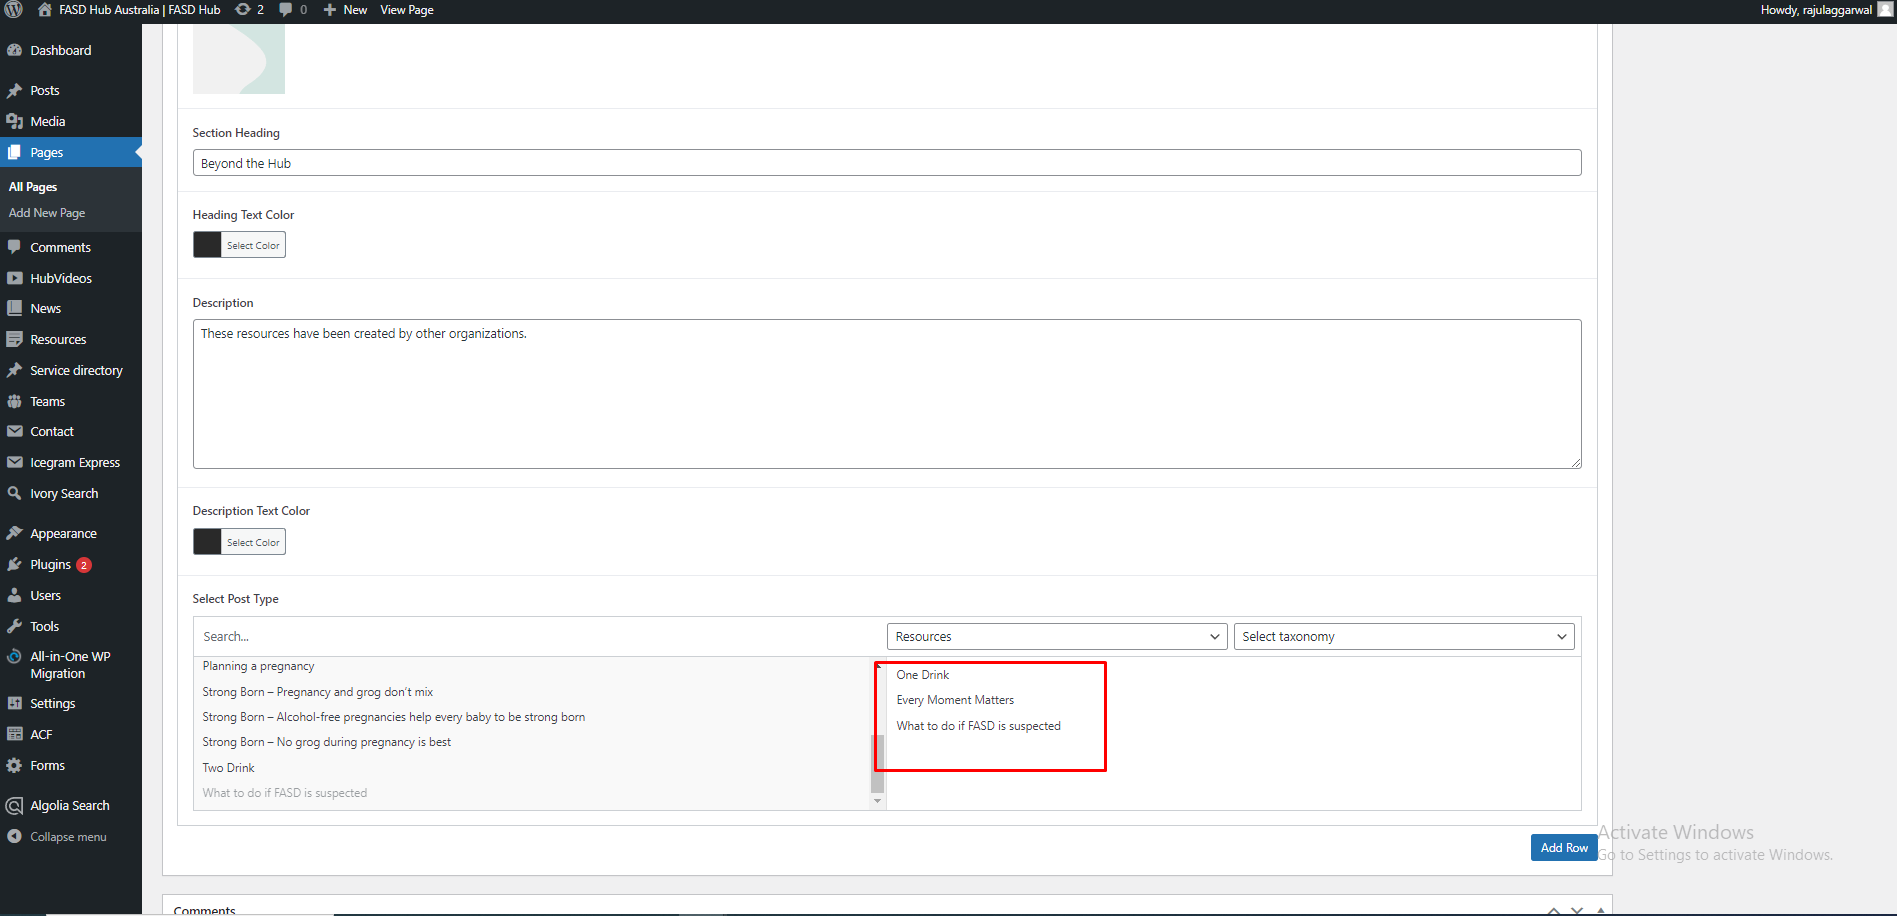 FASD Hub Australia | FASD Hub 2 0 New View Page Howdy, rajulaggarwal
Dashboard
Posts
Media
Pages
All Pages
Add New Page
Comments
HubVideos
News
Resources
Service directory
Teams
Contact
Icegram Express
Ivory Search
Appearance
Plugins 2
Users
Tools
All-in-One WP
Migration
Settings
ACF
Forms
Algolia Search
Collapse menu
Section Heading
Beyond the Hub
Heading Text Color
Select Color
Description
These resources have been created by other organizations.
Description Text Color
Select Color
Select Post Type
Search... Resources Select taxonomy
Planning a pregnancy
Strong Born – Pregnancy and grog don’t mix
Strong Born – Alcohol-free pregnancies help every baby to be strong born
Strong Born – No grog during pregnancy is best
Two Drink
What to do if FASD is suspected
One Drink
Every Moment Matters
What to do if FASD is suspected
Add Row
Activate Windows
Go to Settings to activate Windows.
Comments